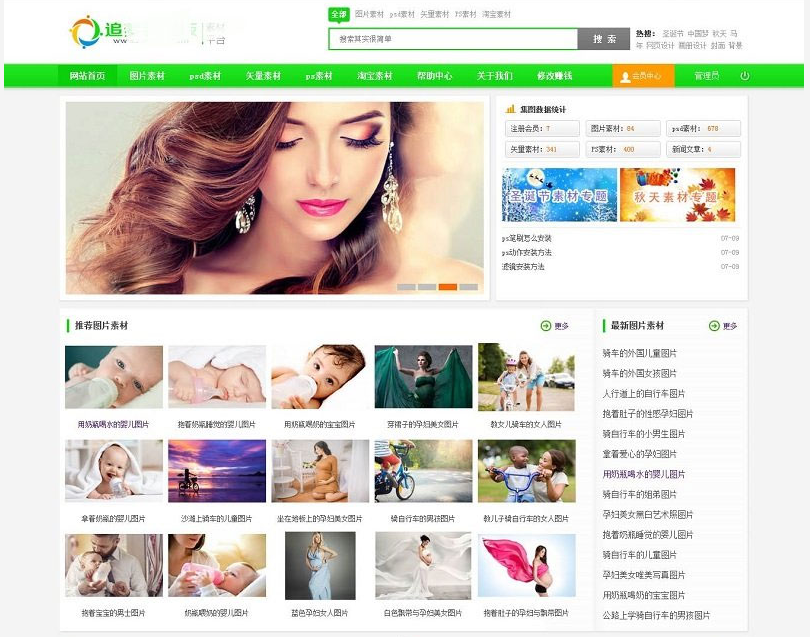 追
素材
www.
平台
全部 图片素材 psd素材 矢量素材 PS素材 淘宝素材
搜索其实很简单
搜 索
热搜： 圣诞节 中国梦 秋天 马
年 网页设计 画册设计 封面 背景
网站首页 图片素材 psd素材 矢量素材 ps素材 淘宝素材 帮助中心 关于我们 修改赚钱 会员中心 管理员
集图数据统计
注册会员： 7 图片素材： 84 psd素材： 678
矢量素材： 341 PS素材： 400 新闻文章： 4
圣诞节素材专题 秋天素材专题
ps笔刷怎么安装 07-09
ps动作安装方法 07-09
滤镜安装方法 07-09
推荐图片素材 更多
用奶瓶喝水的婴儿图片 抱着奶瓶睡觉的婴儿图片 用奶瓶喝奶的宝宝图片 穿裙子的孕妇美女图片 教女儿骑车的女人图片
拿着奶瓶的婴儿图片 沙滩上骑车的儿童图片 坐在地板上的孕妇美女图片 骑自行车的男孩图片 教儿子骑自行车的女人图片
抱着宝宝的男士图片 奶瓶喂奶的婴儿图片 蓝色孕妇女人图片 白色飘带与孕妇美女图片 抱着肚子的孕妇与飘带图片
最新图片素材 更多
骑车的外国儿童图片
骑车的外国女孩图片
人行道上的自行车图片
抱着肚子的性感孕妇图片
骑自行车的小男生图片
拿着爱心的孕妇图片
用奶瓶喝水的婴儿图片
骑自行车的姐弟图片
孕妇美女黑白艺术照图片
抱着奶瓶睡觉的婴儿图片
骑自行车的儿童图片
孕妇美女唯美写真图片
用奶瓶喝奶的宝宝图片
公路上学骑自行车的男孩图片